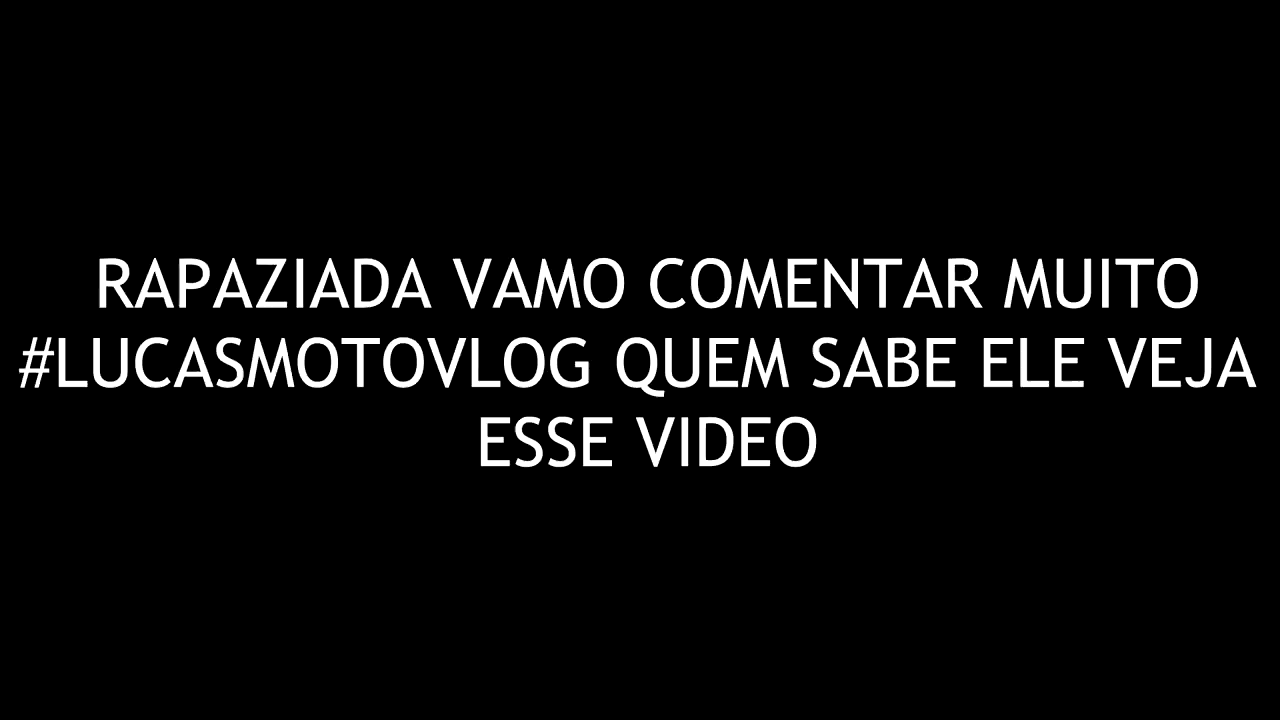 RAPAZIADA VAMO COMENTAR MUITO
#LUCASMOTOVLOG QUEM SABE ELE VEJA
ESSE VIDEO